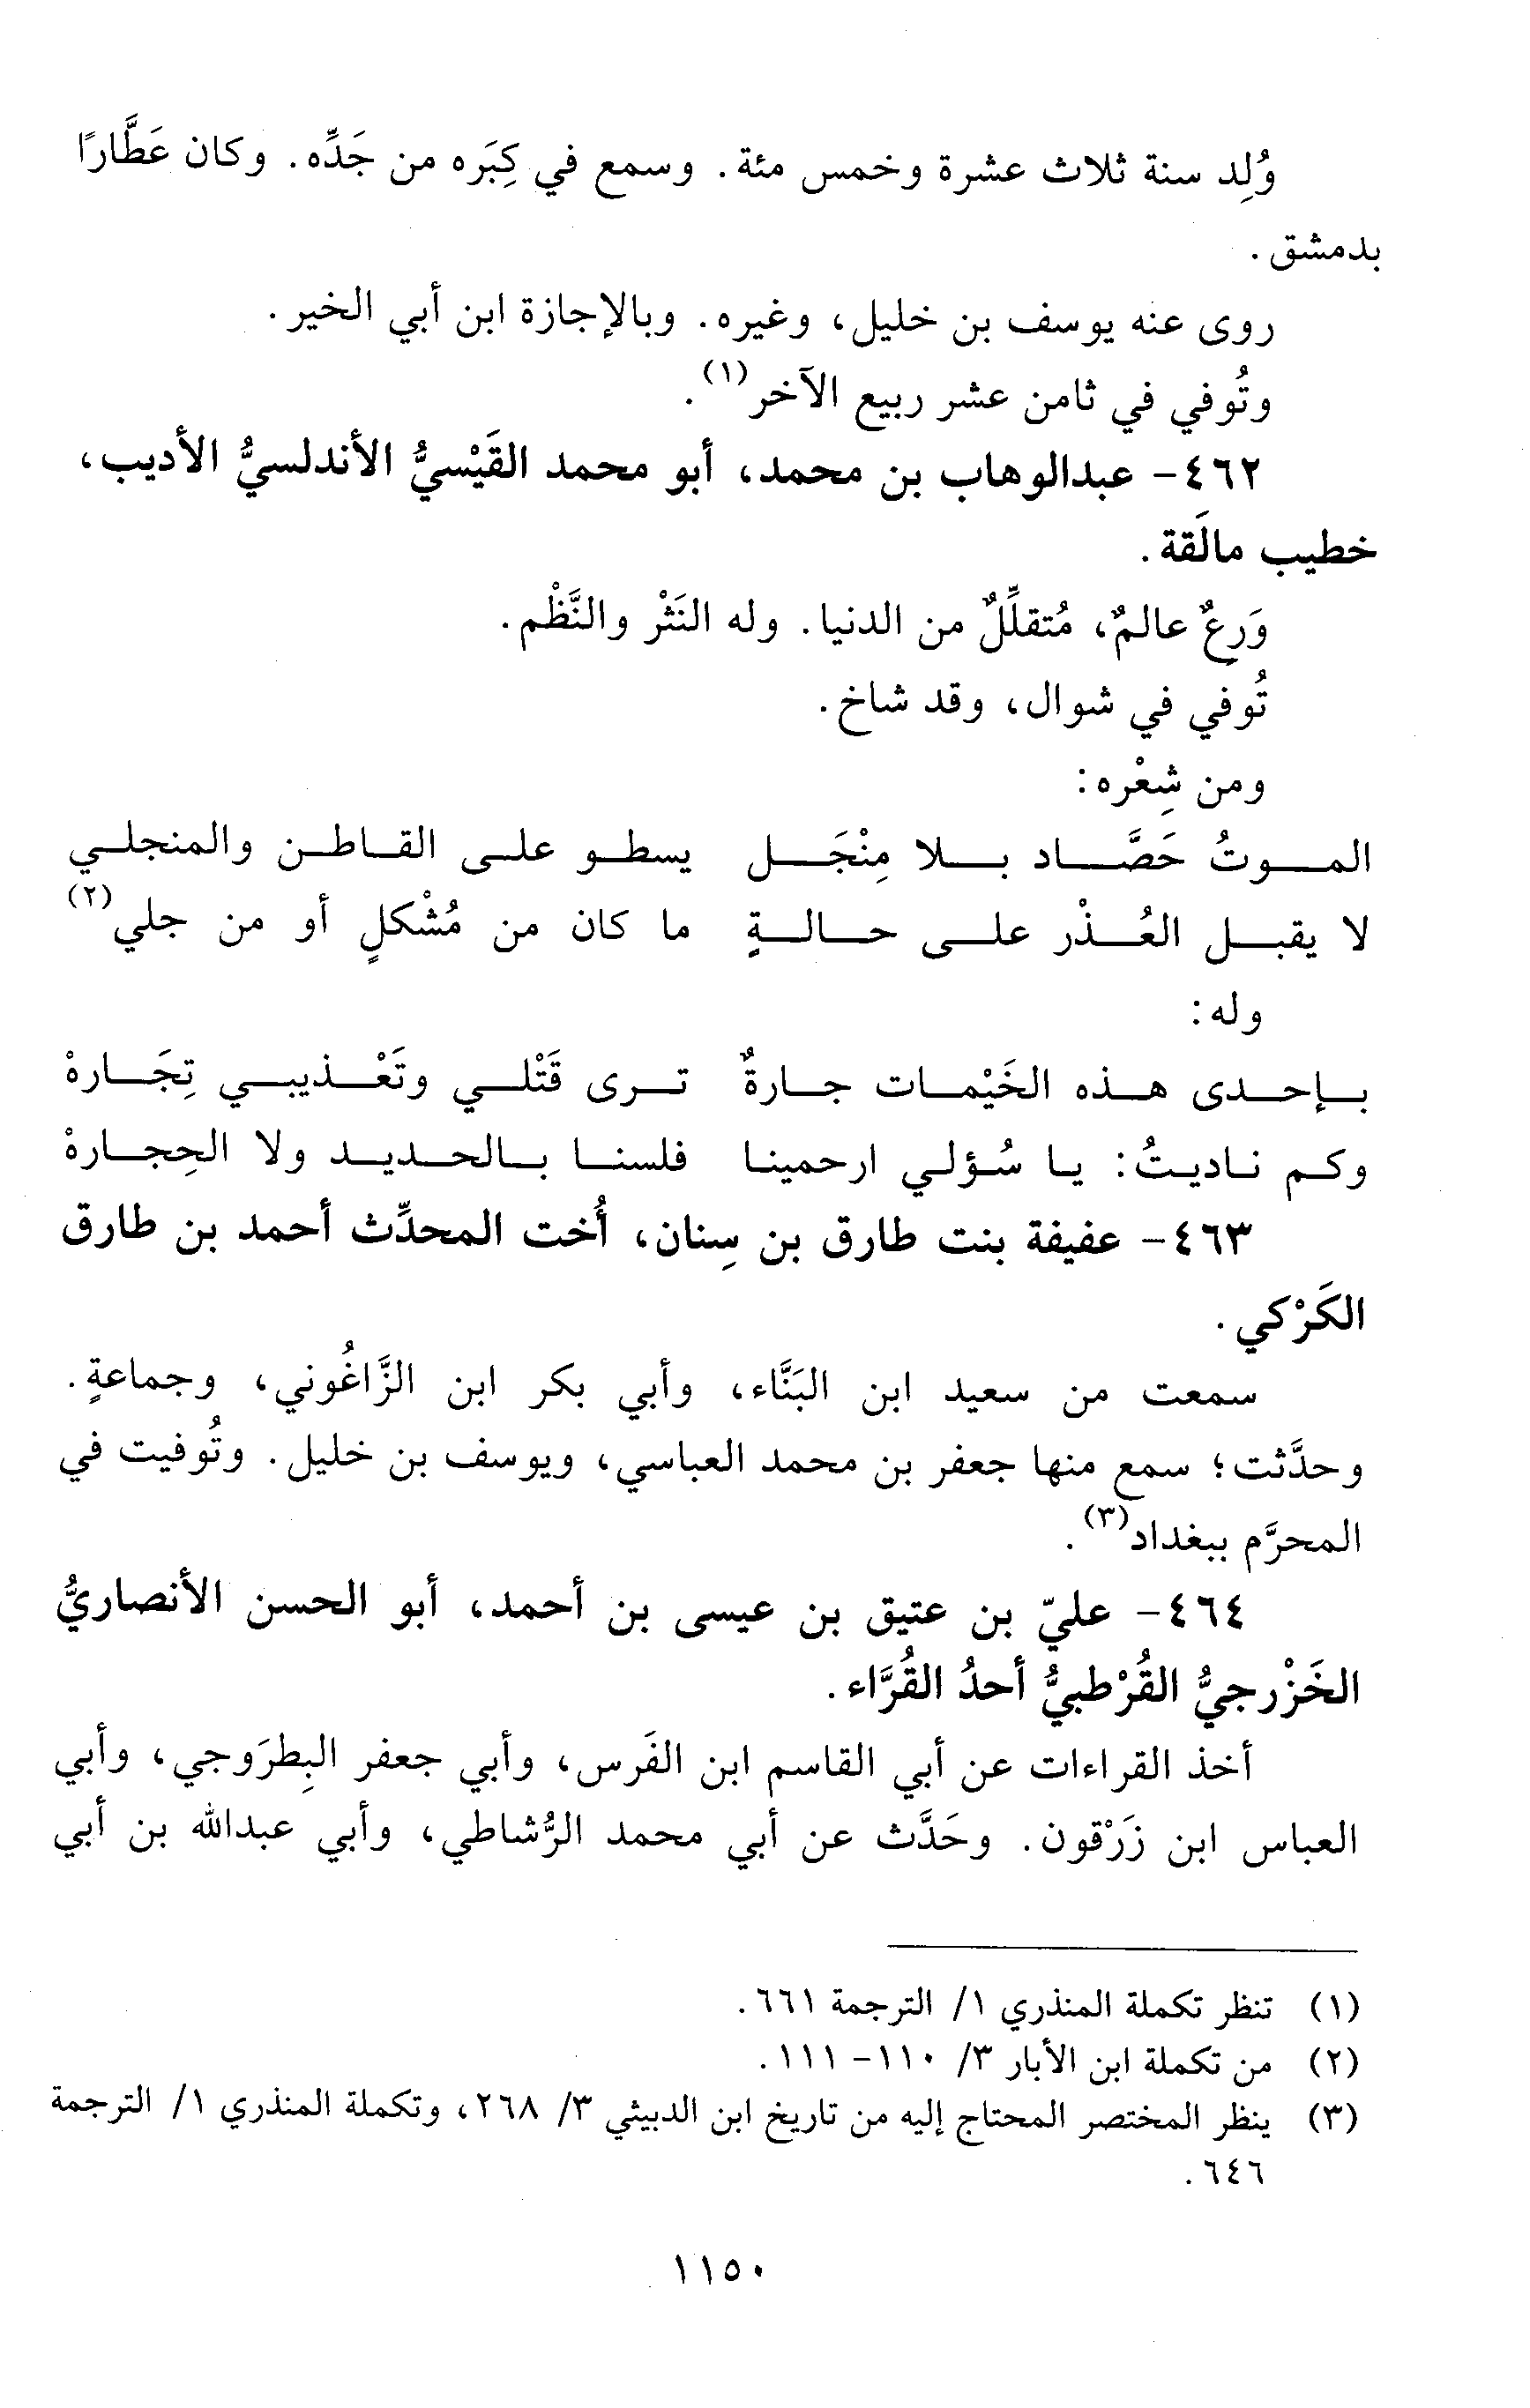 وُلِد سنة ثلاث عشرة وخمس مئة. وسمع في كِبَره من جَدِّه. وكان عَطَّارًا
بدمشق.
روى عنه يوسف بن خليل، وغيره. وبالإجازة ابن أبي الخير.
وتُوفي في ثامن عشر ربيع الآخر(١).
٤٦٢- عبدالوهاب بن محمد، أبو محمد القَيْسيُّ الأندلسيُّ الأديب،
خطيب مالَقة.
وَرِعٌ عالمٌ، مُتقلِّلٌ من الدنيا. وله النَثْر والنَّظْم.
تُوفي في شوال، وقد شاخ.
ومن شِعْره:
المـوتُ حَصَّـاد بـلا مِنْجَـل يسطـو علـى القـاطـن والمنجلـي
لا يقبـل العُـذْر علـى حـالـةٍ ما كان من مُشْكلٍ أو من جلي(٢)
وله:
بـإحـدى هـذه الخَيْمـات جـارةٌ تـرى قَتْلـي وتَعْـذيبـي تِجَـارهْ
وكـم نـاديـتُ: يـا سُـؤلـي ارحمينـا فلسنـا بـالحـديـد ولا الحِجـارهْ
٤٦٣- عفيفة بنت طارق بن سِنان، أُخت المحدِّث أحمد بن طارق
الكَرْكي.
سمعت من سعيد ابن البَنَّاء، وأبي بكر ابن الزَّاغُوني، وجماعةٍ.
وحدَّثت؛ سمع منها جعفر بن محمد العباسي، ويوسف بن خليل. وتُوفيت في
المحرَّم ببغداد(٣).
٤٦٤- عليّ بن عتيق بن عيسى بن أحمد، أبو الحسن الأنصاريُّ
الخَزْرجيُّ القُرْطبيُّ أحدُ القُرَّاء.
أخذ القراءات عن أبي القاسم ابن الفَرس، وأبي جعفر البِطرَوجي، وأبي
العباس ابن زَرْقون. وحَدَّث عن أبي محمد الرُّشاطي، وأبي عبدالله بن أبي
(١) تنظر تكملة المنذري ١/ الترجمة ٦٦١.
(٢) من تكملة ابن الأبار ٣/ ١١٠- ١١١.
(٣) ينظر المختصر المحتاج إليه من تاريخ ابن الدبيثي ٣/ ٢٦٨، وتكملة المنذري ١/ الترجمة
٦٤٦.
١١٥٠